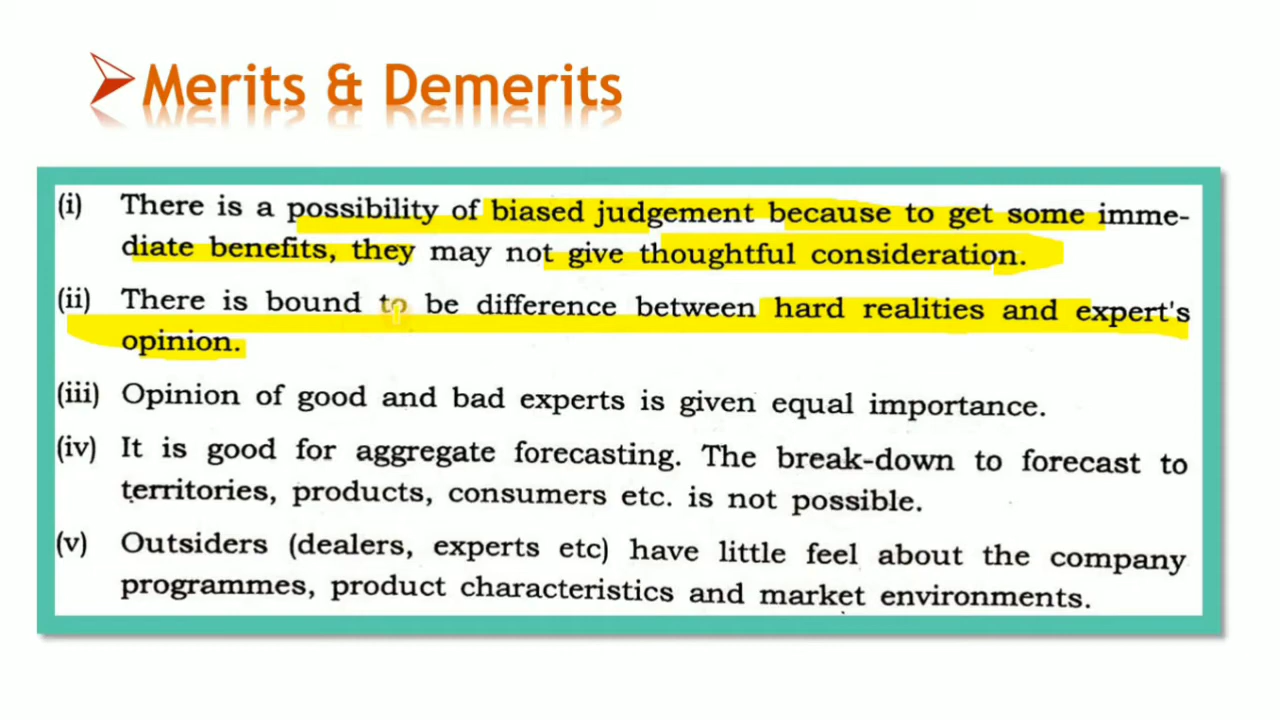 Merits & Demerits
(i) There is a possibility of biased judgement because to get some imme-
diate benefits, they may not give thoughtful consideration.
(ii) There is bound to be difference between hard realities and expert's
opinion.
(iii) Opinion of good and bad experts is given equal importance.
(iv) It is good for aggregate forecasting. The break-down to forecast to
territories, products, consumers etc. is not possible.
(v) Outsiders (dealers, experts etc) have little feel about the company
programmes, product characteristics and market environments.